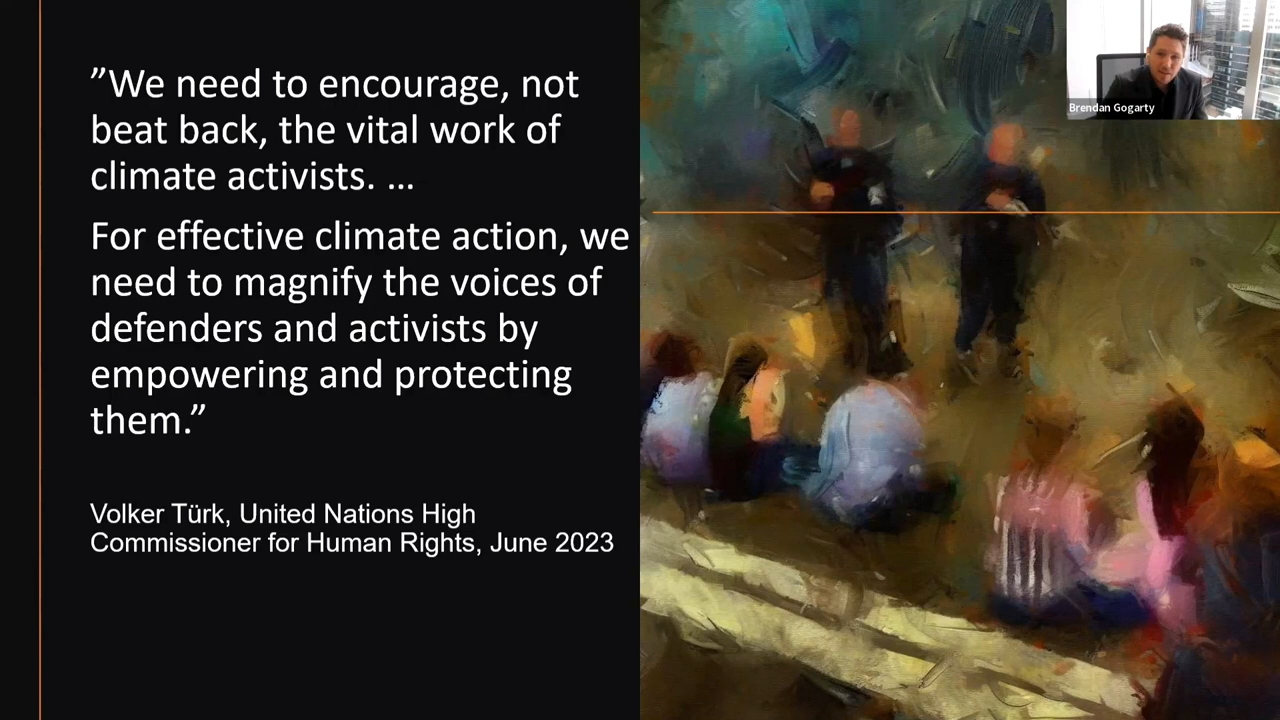 ”We need to encourage, not
beat back, the vital work of
climate activists. …
For effective climate action, we
need to magnify the voices of
defenders and activists by
empowering and protecting
them.”
Volker Türk, United Nations High
Commissioner for Human Rights, June 2023
Brendan Gogarty